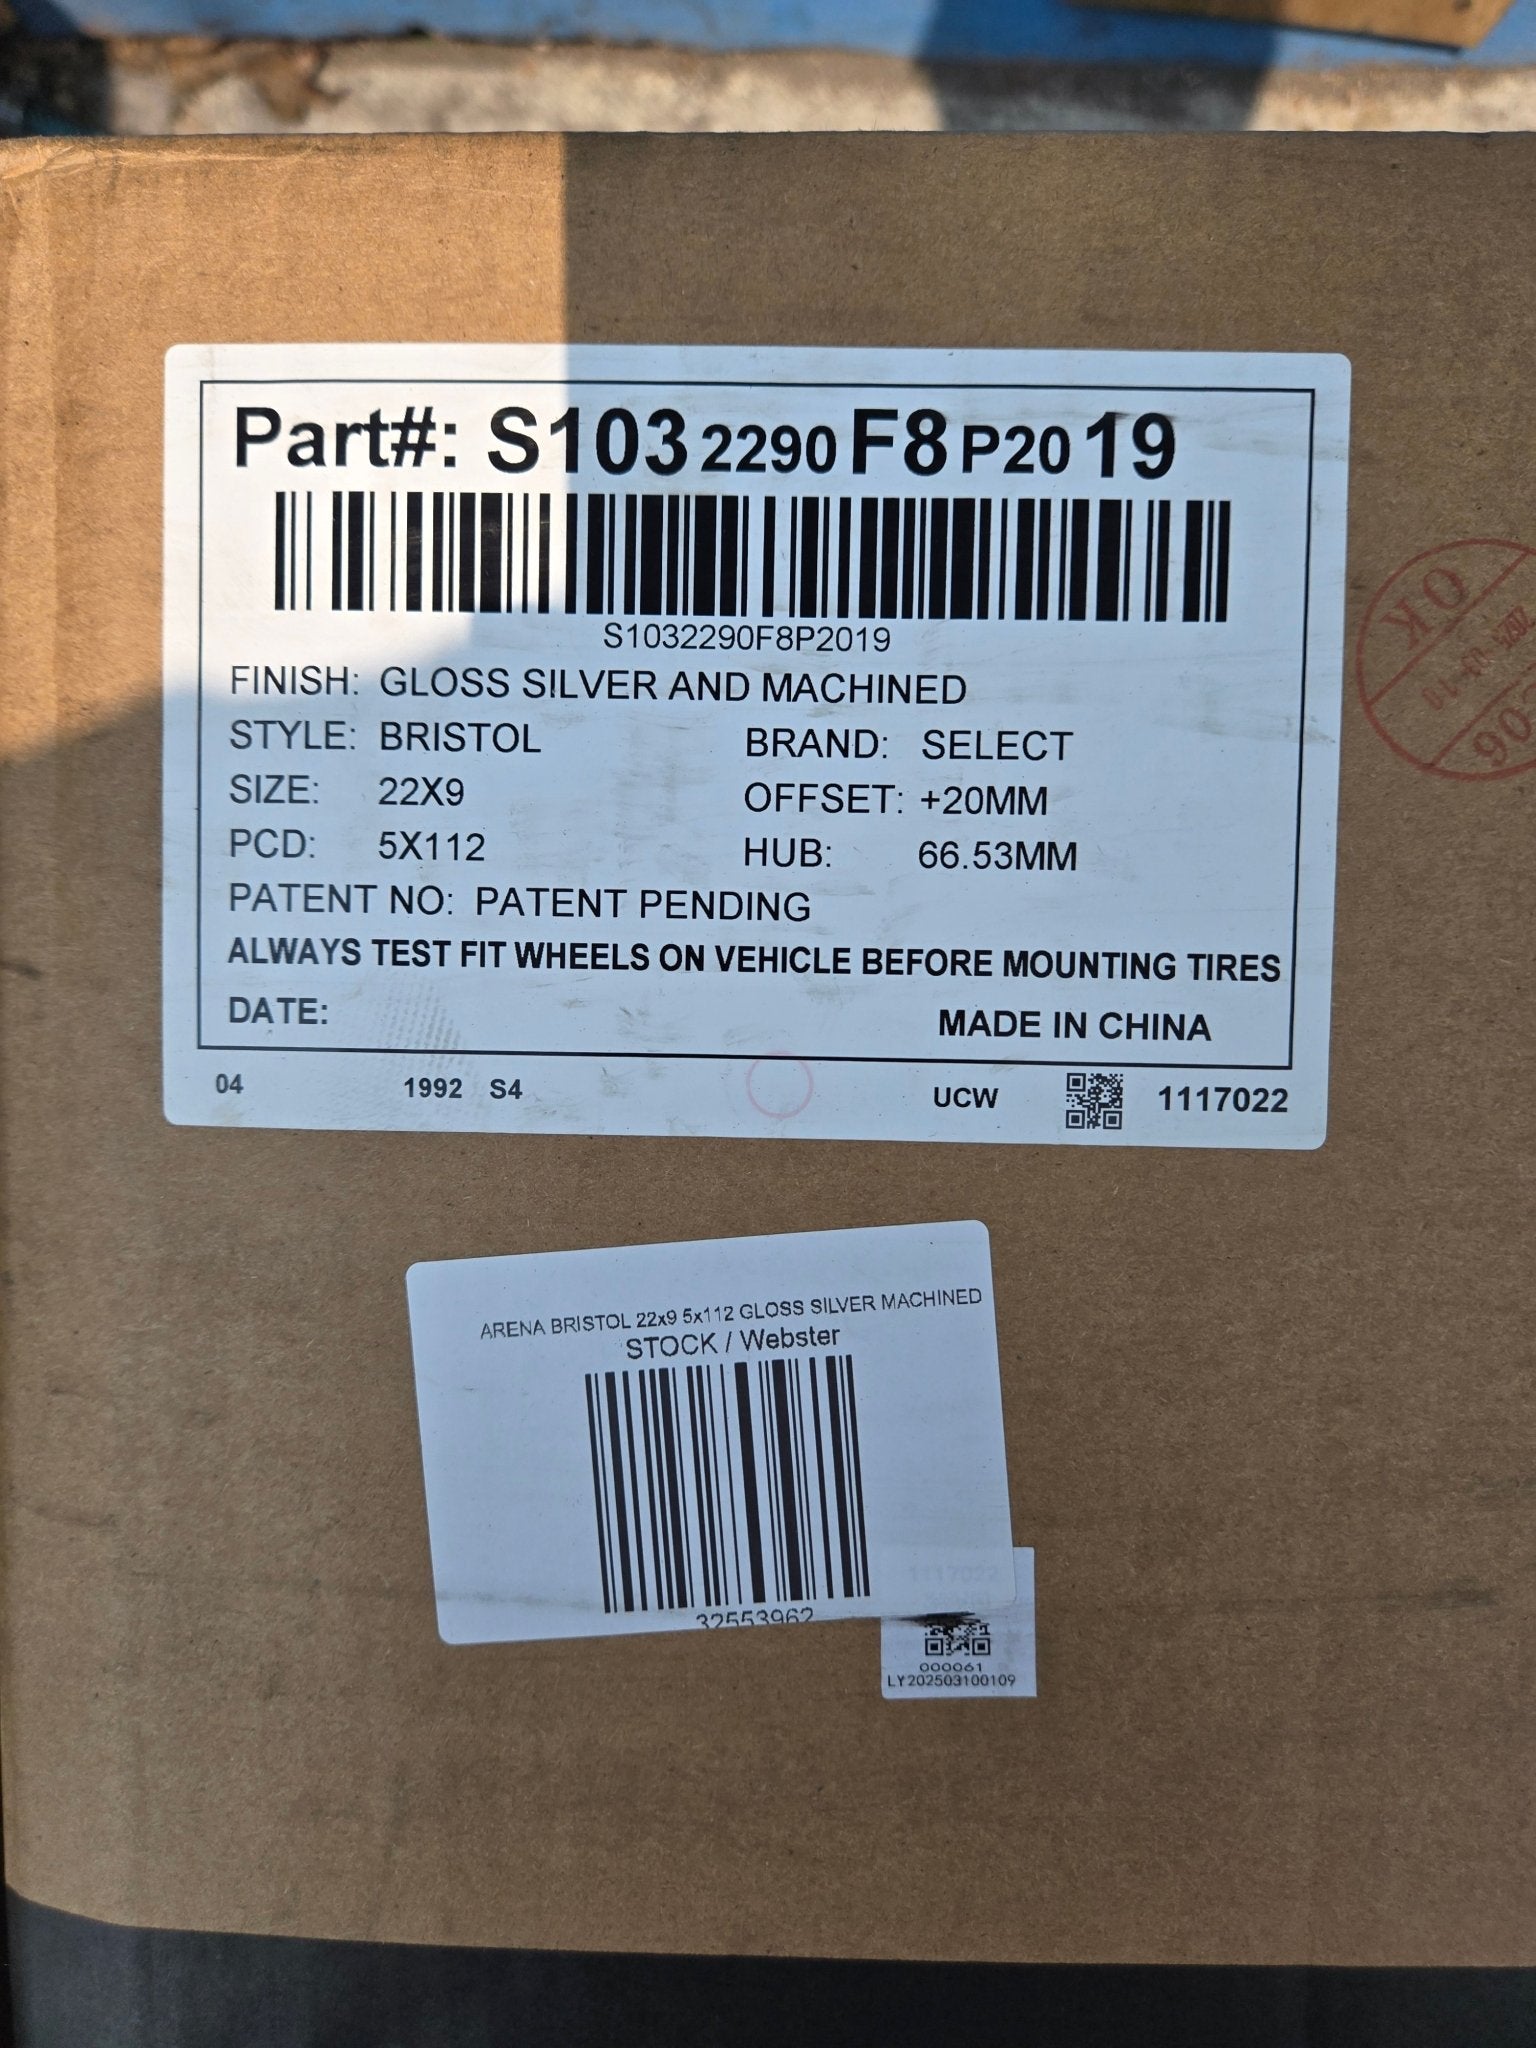 Part#: S103 2290 F8 P20 19
S1032290F8P2019
FINISH: GLOSS SILVER AND MACHINED
STYLE: BRISTOL BRAND: SELECT
SIZE: 22X9 OFFSET: +20MM
PCD: 5X112 HUB: 66.53MM
PATENT NO: PATENT PENDING
ALWAYS TEST FIT WHEELS ON VEHICLE BEFORE MOUNTING TIRES
DATE: MADE IN CHINA
04 1992 S4 UCW 1117022
OK
ARENA BRISTOL 22x9 5x112 GLOSS SILVER MACHINED
STOCK / Webster
32553962
1117022
000061
LY202503100109